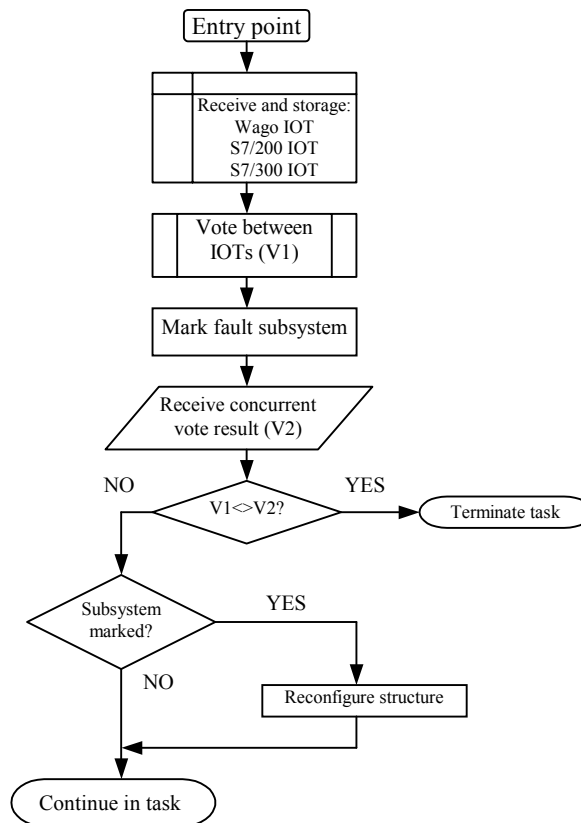 Entry point
Receive and storage:
Wago IOT
S7/200 IOT
S7/300 IOT
Vote between
IOTs (V1)
Mark fault subsystem
Receive concurrent
vote result (V2)
NO
YES
V1<>V2?
Terminate task
Subsystem
marked?
YES
NO
Reconfigure structure
Continue in task